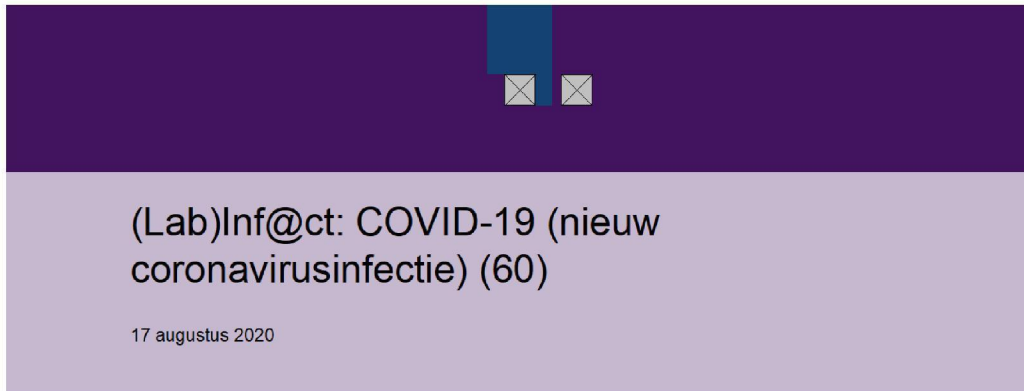 (Lab)Inf@ct: COVID-19 (nieuw
coronavirusinfectie) (60)
17 augustus 2020